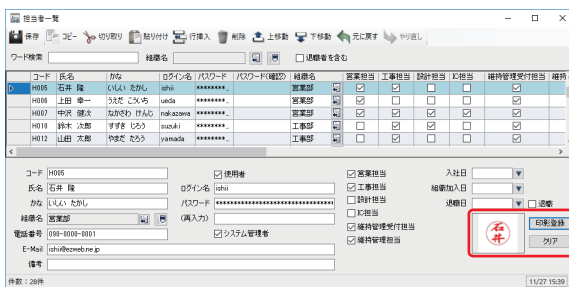 担当者一覧
保存 コピー 切り取り 貼り付け 行挿入 削除 上移動 下移動 元に戻す やり直し
ワード検索 組織名 退職者を含む
コード 氏名 かな ログイン名 パスワード パスワード(確認) 組織名 営業担当 工事担当 設計担当 IC担当 維持管理受付担当 維持
H005 石井 隆 いしい たかし ishii ********* 営業部
H006 上田 幸一 うえだ こういち ueda ********* 営業部
H007 中沢 健次 なかざわ けんじ nakazawa ********* 営業部
H010 鈴木 次郎 すずき じろう suzuki ********* 工事部
H012 山田 太郎 やまだ たろう yamada ********* 工事部
コード H005 使用者 営業担当 入社日
氏名 石井 隆 ログイン名 ishii 工事担当 組織加入日
かな いしい たかし パスワード 設計担当 退職日 退職
組織名 営業部 (再入力) IC担当 石井 印影登録
電話番号 090-0000-0001 システム管理者 維持管理受付担当 クリア
E-Mail ishii@ezweb.ne.jp 維持管理担当
備考
件数：28件 11/27 15:39